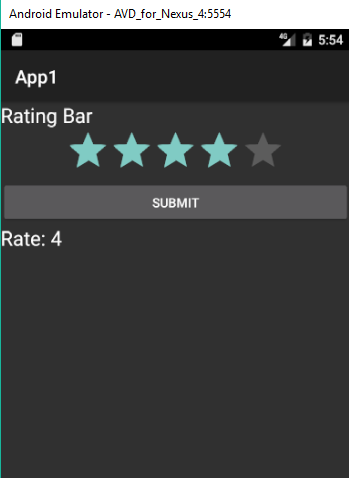 Android Emulator - AVD_for_Nexus_4:5554
4G 5:54
App1
Rating Bar
SUBMIT
Rate: 4